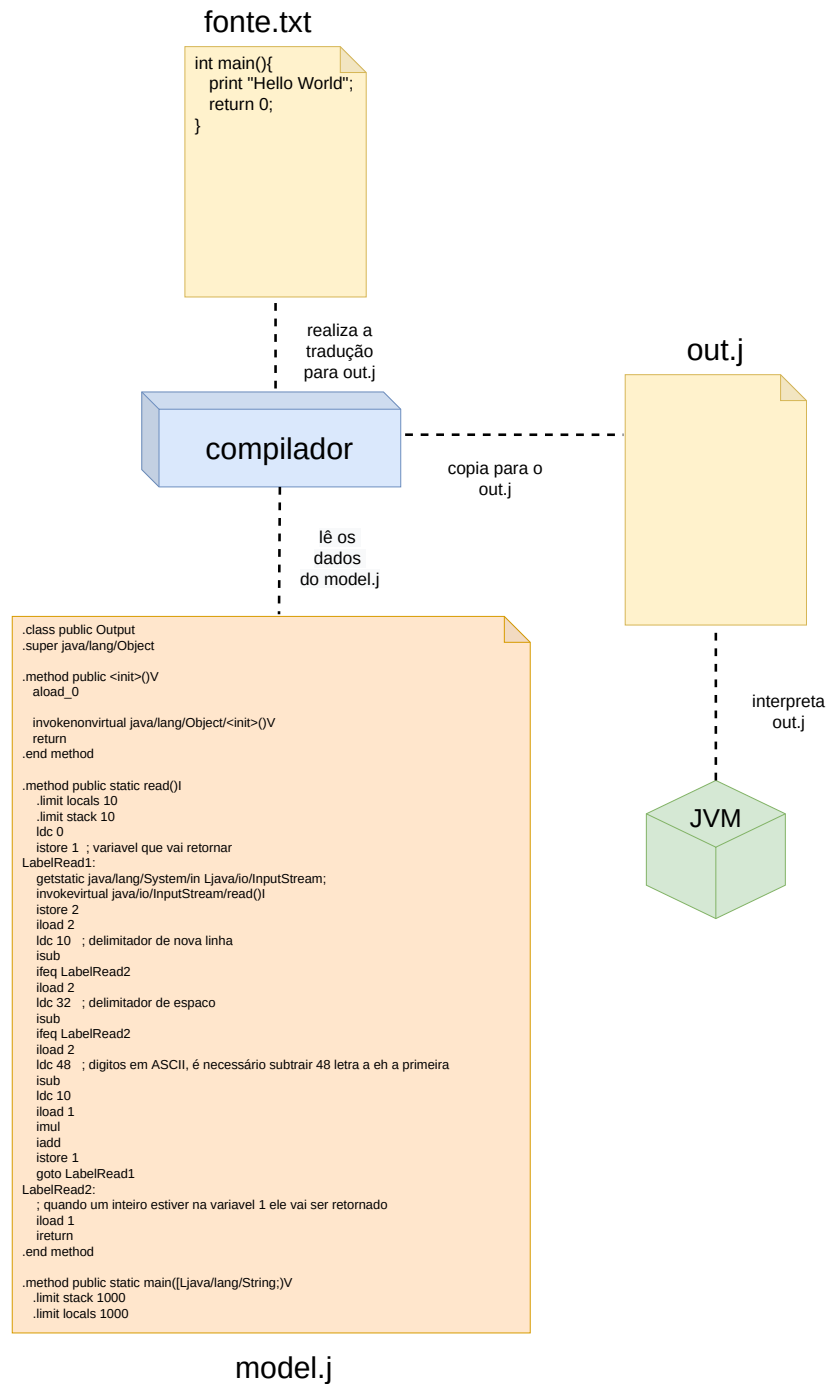 fonte.txt
int main(){
print "Hello World";
return 0;
}
realiza a
tradução
para out.j
out.j
compilador
copia para o
out.j
lê os
dados
do model.j
.class public Output
.super java/lang/Object
.method public <init>()V
aload_0
invokenonvirtual java/lang/Object/<init>()V
return
.end method
.method public static read()I
.limit locals 10
.limit stack 10
ldc 0
istore 1  ; variavel que vai retornar
LabelRead1:
getstatic java/lang/System/in Ljava/io/InputStream;
invokevirtual java/io/InputStream/read()I
istore 2
iload 2
ldc 10   ; delimitador de nova linha
isub
ifeq LabelRead2
iload 2
ldc 32   ; delimitador de espaco
isub
ifeq LabelRead2
iload 2
ldc 48   ; digitos em ASCII, é necessário subtrair 48 letra a eh a primeira
isub
ldc 10
iload 1
imul
iadd
istore 1
goto LabelRead1
LabelRead2:
; quando um inteiro estiver na variavel 1 ele vai ser retornado
iload 1
ireturn
.end method
.method public static main([Ljava/lang/String;)V
.limit stack 1000
.limit locals 1000
model.j
interpreta
out.j
JVM